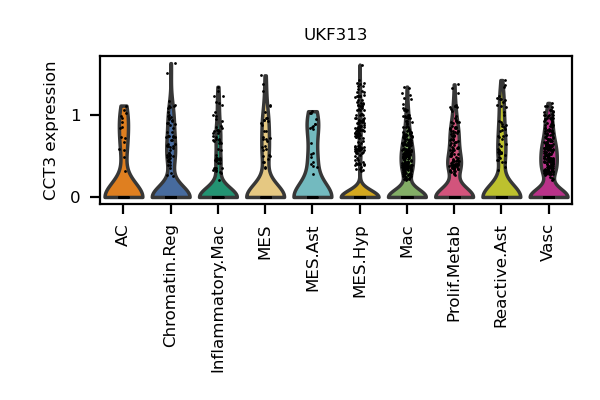 UKF313
CCT3 expression
1
0
AC
Chromatin.Reg
Inflammatory.Mac
MES
MES.Ast
MES.Hyp
Mac
Prolif.Metab
Reactive.Ast
Vasc